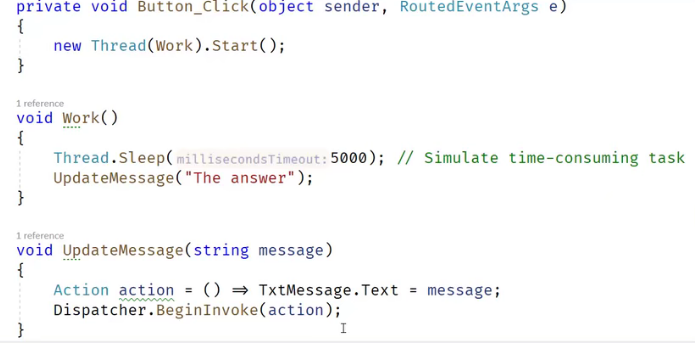 private void Button_Click(object sender, RoutedEventArgs e)
{
    new Thread(Work).Start();
}
1 reference
void Work()
{
    Thread.Sleep(millisecondsTimeout: 5000); // Simulate time-consuming task
    UpdateMessage("The answer");
}
1 reference
void UpdateMessage(string message)
{
    Action action = () => TxtMessage.Text = message;
    Dispatcher.BeginInvoke(action);
}